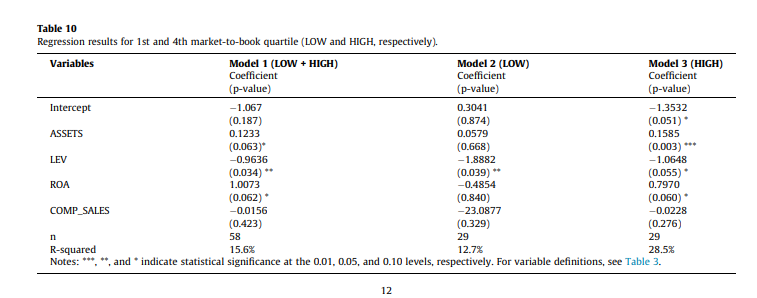 Table 10
Regression results for 1st and 4th market-to-book quartile (LOW and HIGH, respectively).
Variables Model 1 (LOW + HIGH) Model 2 (LOW) Model 3 (HIGH)
Coefficient Coefficient Coefficient
(p-value) (p-value) (p-value)
Intercept −1.067 0.3041 −1.3532
(0.187) (0.874) (0.051) *
ASSETS 0.1233 0.0579 0.1585
(0.063)* (0.668) (0.003) ***
LEV −0.9636 −1.8882 −1.0648
(0.034) ** (0.039) ** (0.055) *
ROA 1.0073 −0.4854 0.7970
(0.062) * (0.840) (0.060) *
COMP_SALES −0.0156 −23.0877 −0.0228
(0.423) (0.329) (0.276)
n 58 29 29
R-squared 15.6% 12.7% 28.5%
Notes: ***, **, and * indicate statistical significance at the 0.01, 0.05, and 0.10 levels, respectively. For variable definitions, see Table 3.
12